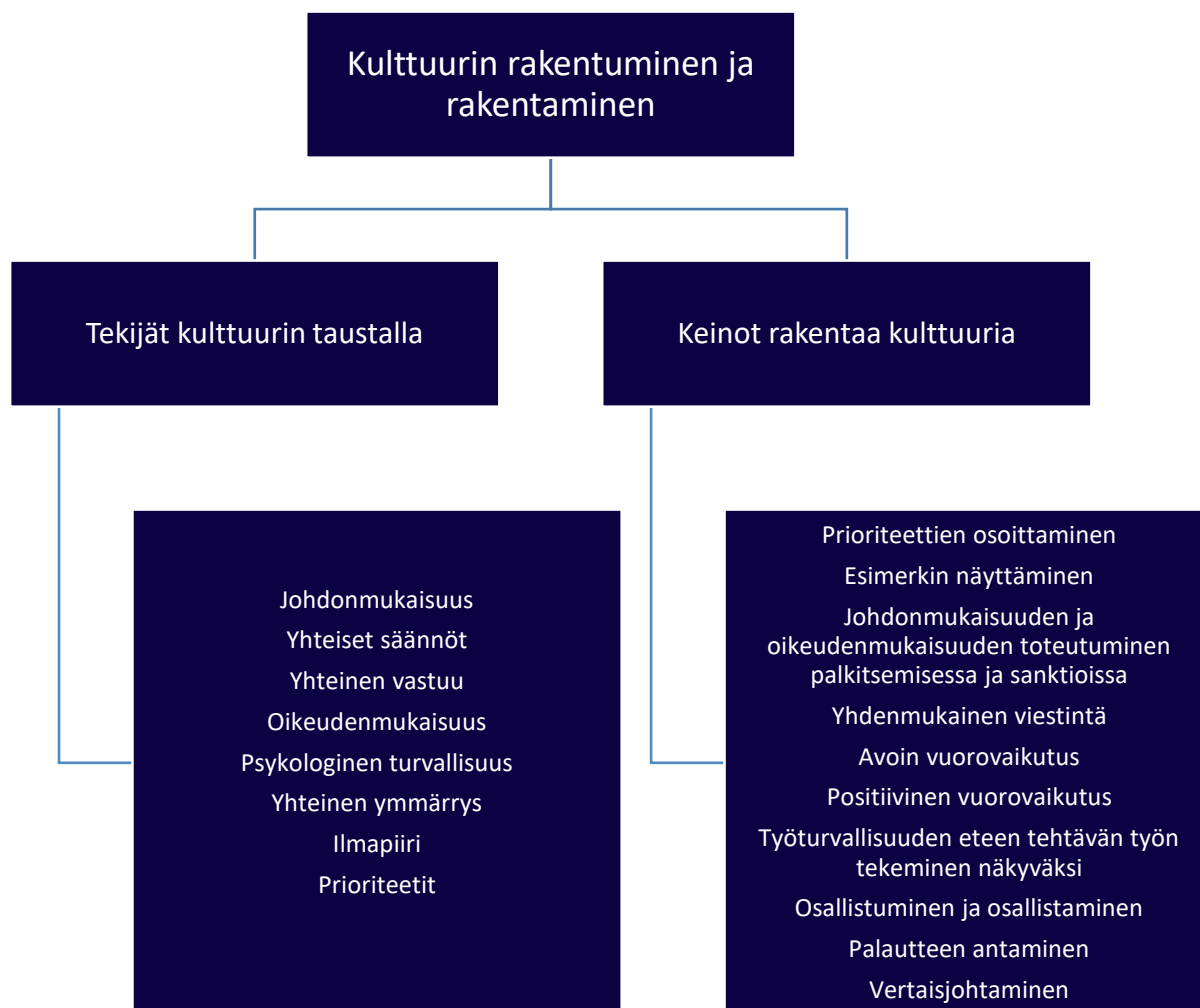 Kulttuurin rakentuminen ja
rakentaminen
Tekijät kulttuurin taustalla
Keinot rakentaa kulttuuria
Johdonmukaisuus
Yhteiset säännöt
Yhteinen vastuu
Oikeudenmukaisuus
Psykologinen turvallisuus
Yhteinen ymmärrys
Ilmapiiri
Prioriteetit
Prioriteettien osoittaminen
Esimerkin näyttäminen
Johdonmukaisuuden ja
oikeudenmukaisuuden toteutuminen
palkitsemisessa ja sanktioissa
Yhdenmukainen viestintä
Avoin vuorovaikutus
Positiivinen vuorovaikutus
Työturvallisuuden eteen tehtävän työn
tekeminen näkyväksi
Osallistuminen ja osallistaminen
Palautteen antaminen
Vertaisjohtaminen